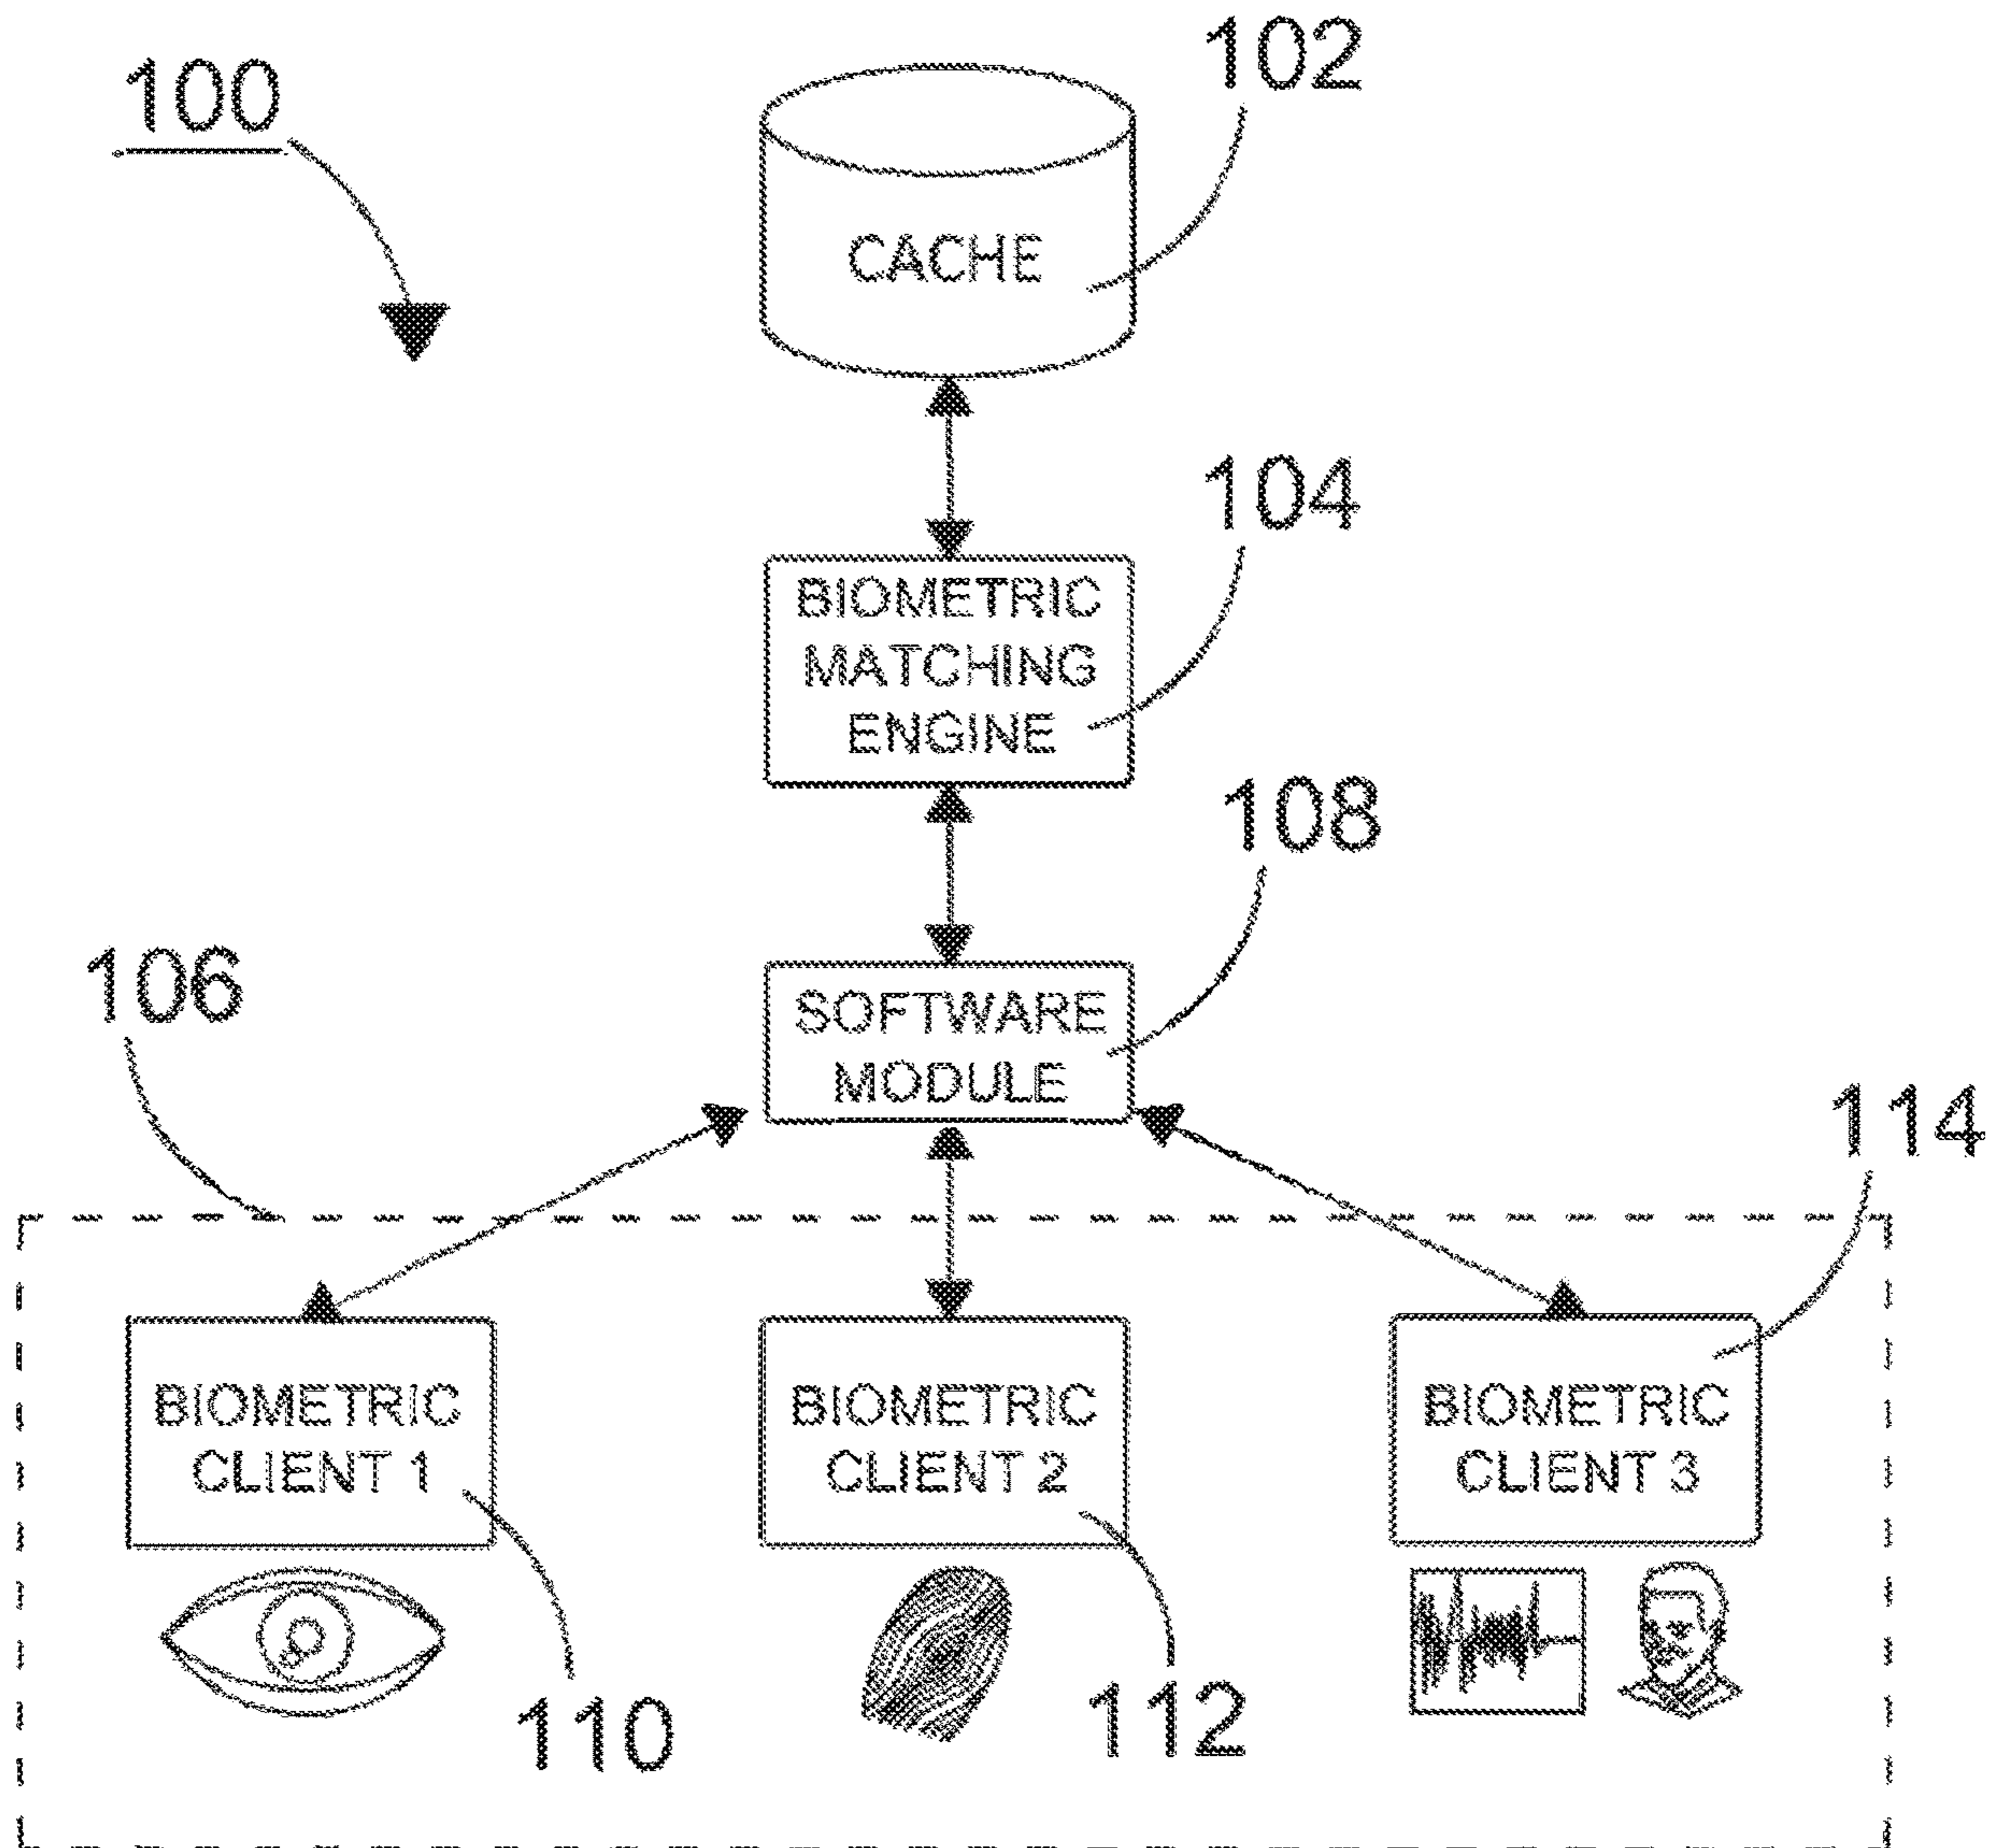 100
102
CACHE
104
BIOMETRIC
MATCHING
ENGINE
108
106
SOFTWARE
MODULE
114
BIOMETRIC
CLIENT 1
BIOMETRIC
CLIENT 2
BIOMETRIC
CLIENT 3
110
112